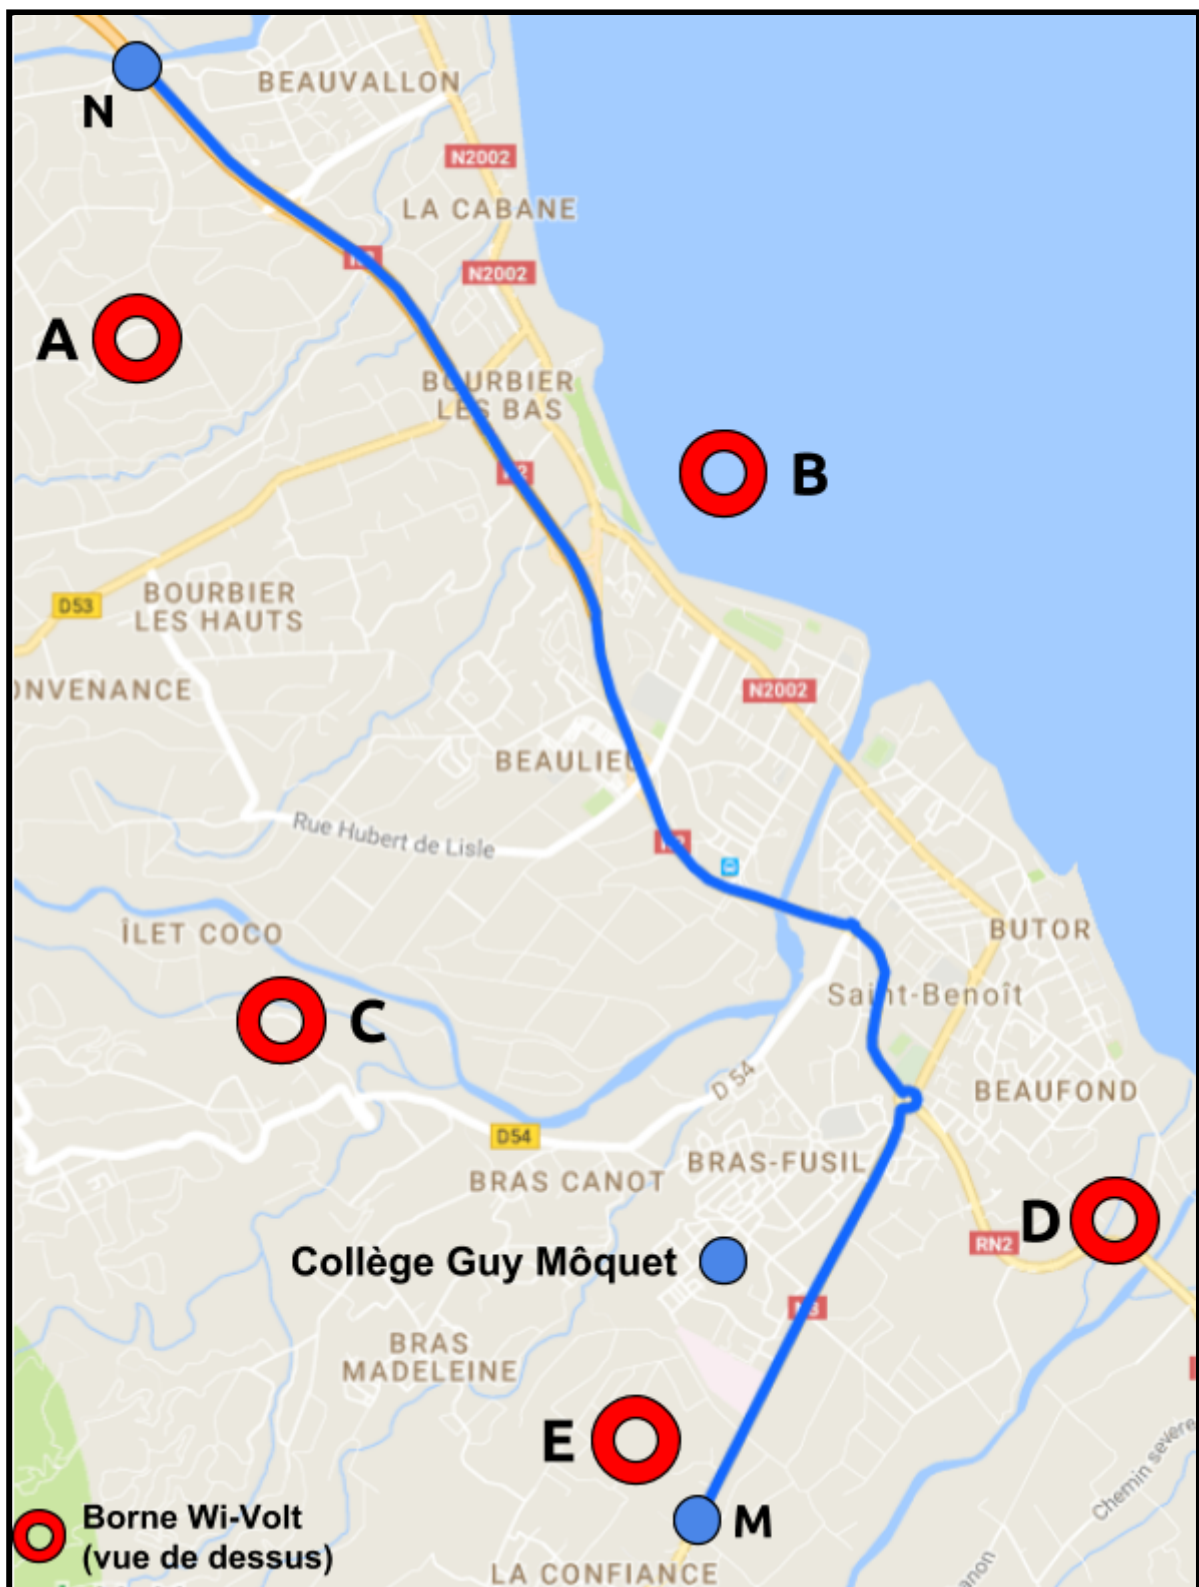 N
BEAUVALLON
N2002
LA CABANE
N2002
A
BOURBIER
LES BAS
B
BOURBIER
LES HAUTS
D53
ONVENANCE
N2002
BEAULIEU
Rue Hubert de Lisle
ÎLET COCO
BUTOR
Saint-Benoît
C
D 54
BEAUFOND
D54
BRAS-FUSIL
BRAS CANOT
D
RN2
Collège Guy Môquet
N3
BRAS
MADELEINE
E
Chemin sévère
Borne Wi-Volt
(vue de dessus)
M
LA CONFIANCE